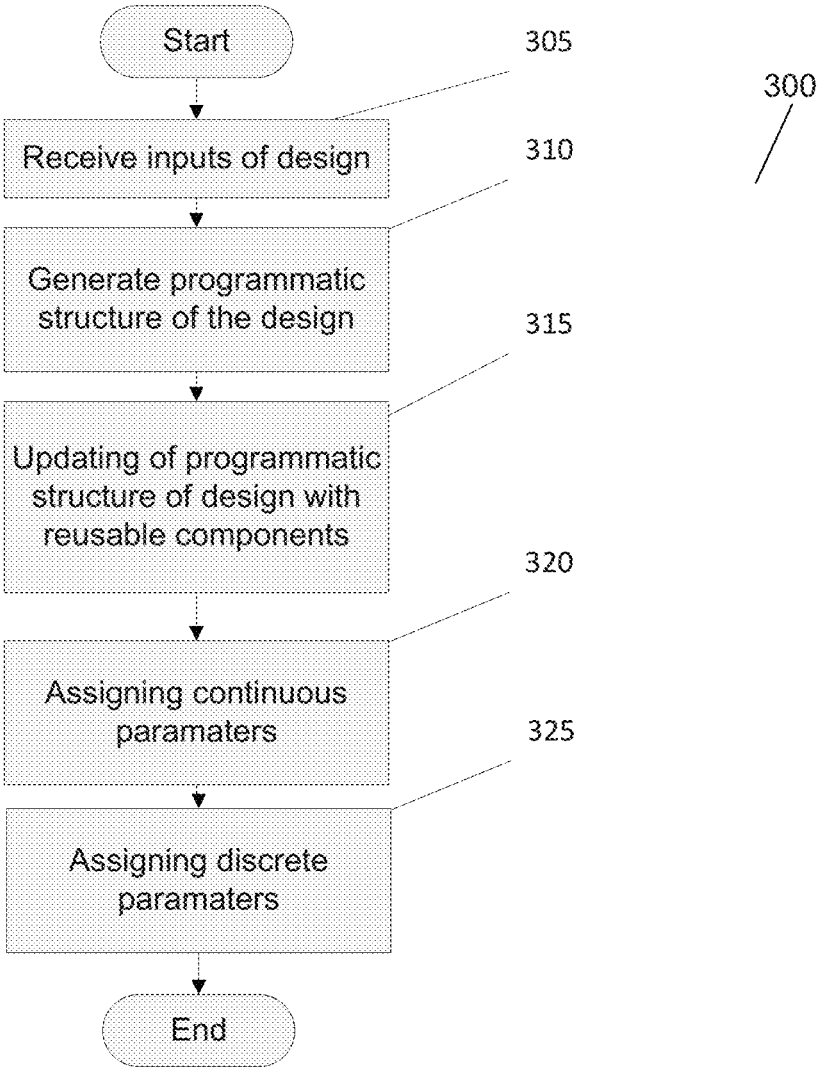 Start
305
300
Receive inputs of design
310
Generate programmatic
structure of the design
315
Updating of programmatic
structure of design with
reusable components
320
Assigning continuous
paramaters
325
Assigning discrete
paramaters
End